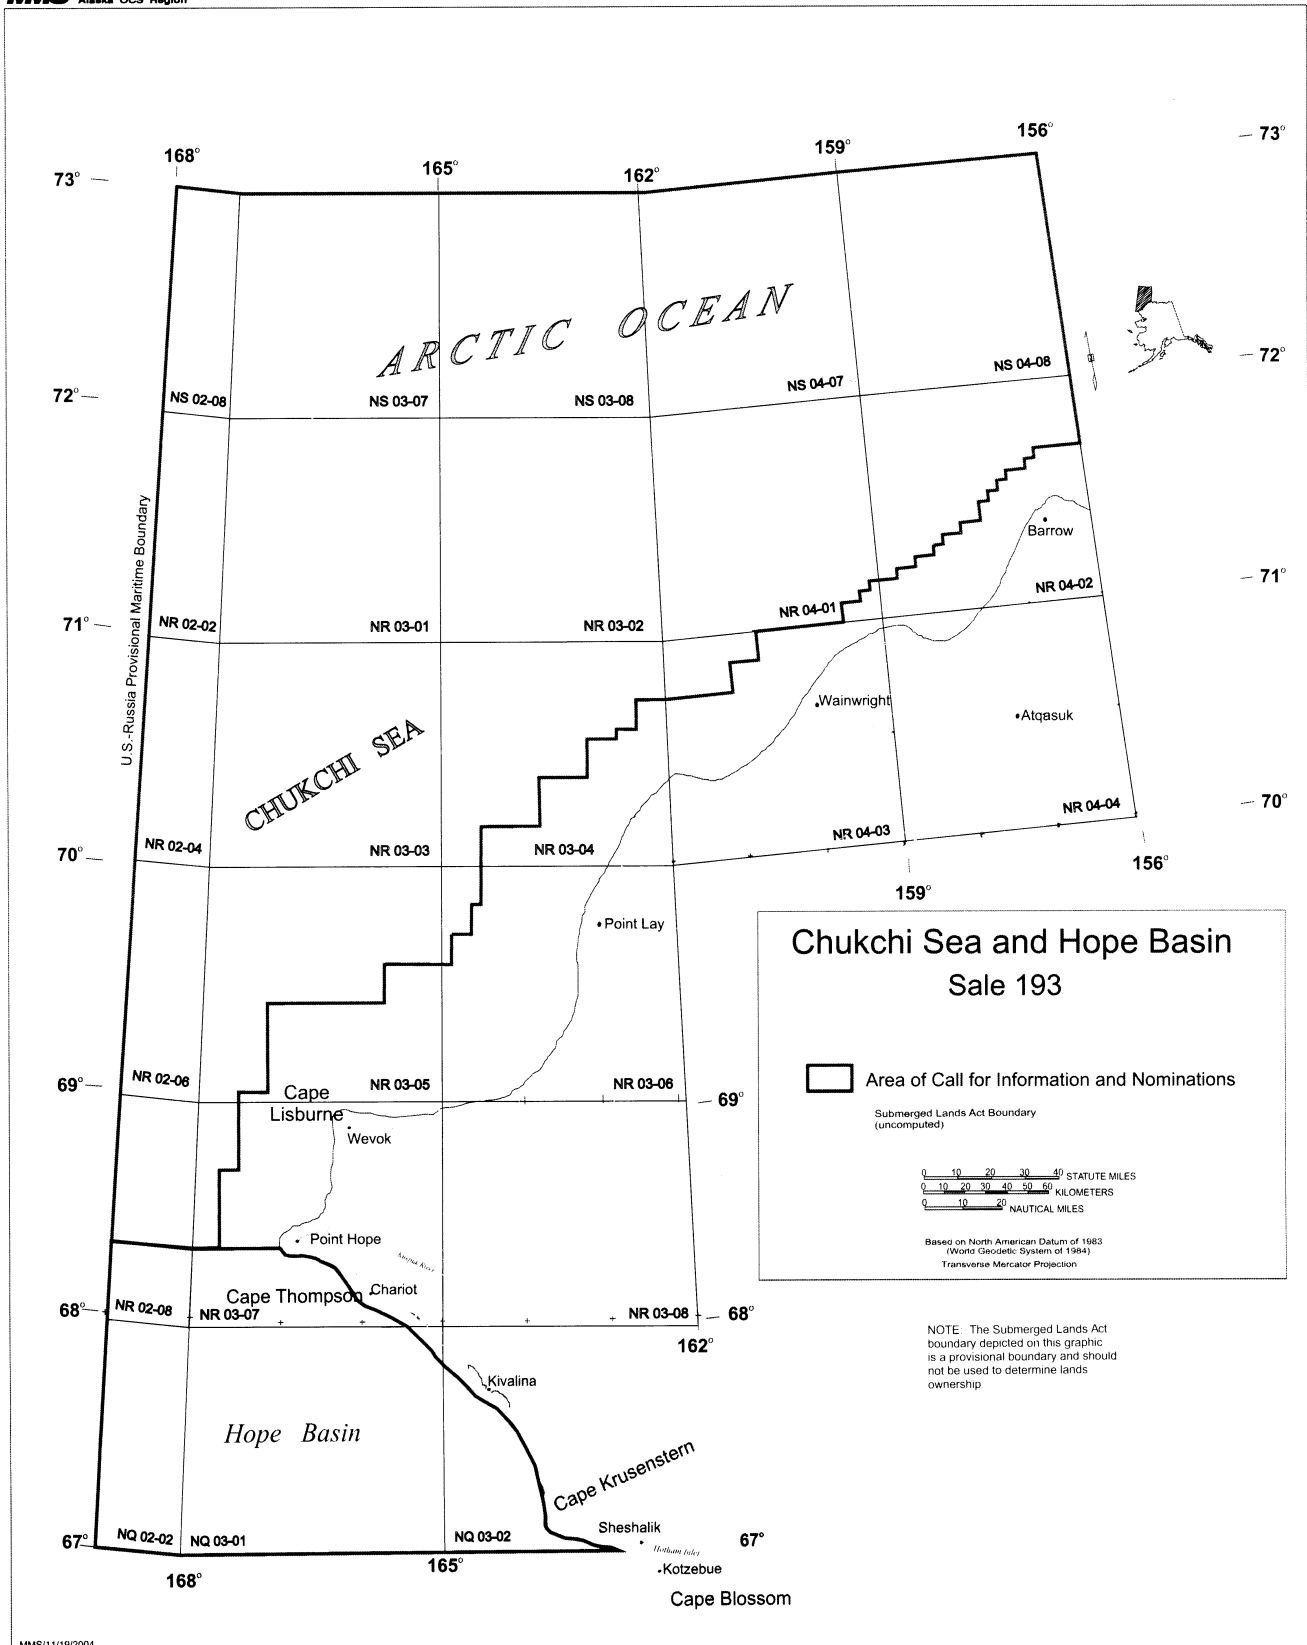 MMS Alaska OCS Region
168°
165°
162°
159°
156°
73°
73°
ARCTIC OCEAN
72°
72°
NS 02-08
NS 03-07
NS 03-08
NS 04-07
NS 04-08
U.S.-Russia Provisional Maritime Boundary
Barrow
71°
71°
NR 02-02
NR 03-01
NR 03-02
NR 04-01
NR 04-02
Wainwright
Atqasuk
CHUKCHI SEA
70°
70°
NR 02-04
NR 03-03
NR 03-04
NR 04-03
NR 04-04
159°
156°
Point Lay
Chukchi Sea and Hope Basin
Sale 193
Area of Call for Information and Nominations
Submerged Lands Act Boundary
(uncomputed)
0 10 20 30 40 STATUTE MILES
0 10 20 30 40 50 60 KILOMETERS
0 10 20 NAUTICAL MILES
Based on North American Datum of 1983
(World Geodetic System of 1984)
Transverse Mercator Projection
69°
69°
NR 02-06
NR 03-05
NR 03-06
Cape
Lisburne
Wevok
Point Hope
Cape Thompson
Chariot
68°
68°
NR 02-08
NR 03-07
NR 03-08
162°
NOTE: The Submerged Lands Act
boundary depicted on this graphic
is a provisional boundary and should
not be used to determine lands
ownership
Kivalina
Hope Basin
Cape Krusenstern
Sheshalik
67°
67°
NQ 02-02
NQ 03-01
NQ 03-02
Hotham Inlet
Kotzebue
168°
165°
Cape Blossom
MMS/11/19/2004